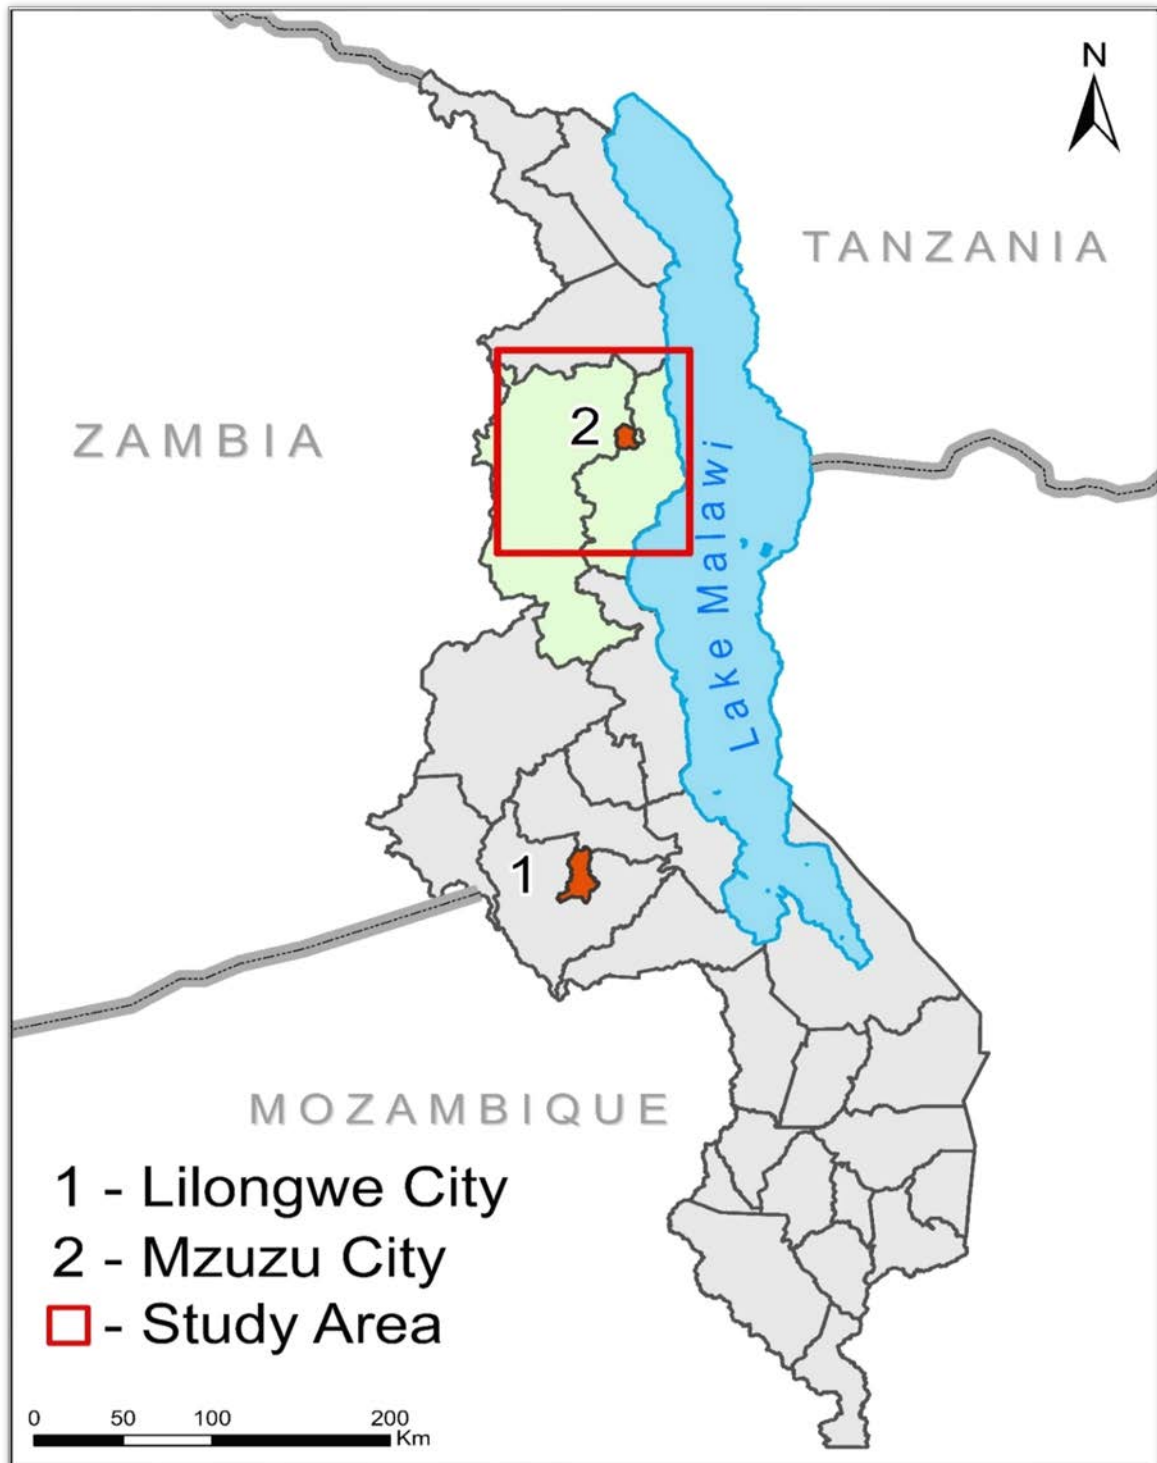 N
TANZANIA
ZAMBIA
2
Lake Malawi
1
MOZAMBIQUE
1 - Lilongwe City
2 - Mzuzu City
- Study Area
0 50 100 200
Km